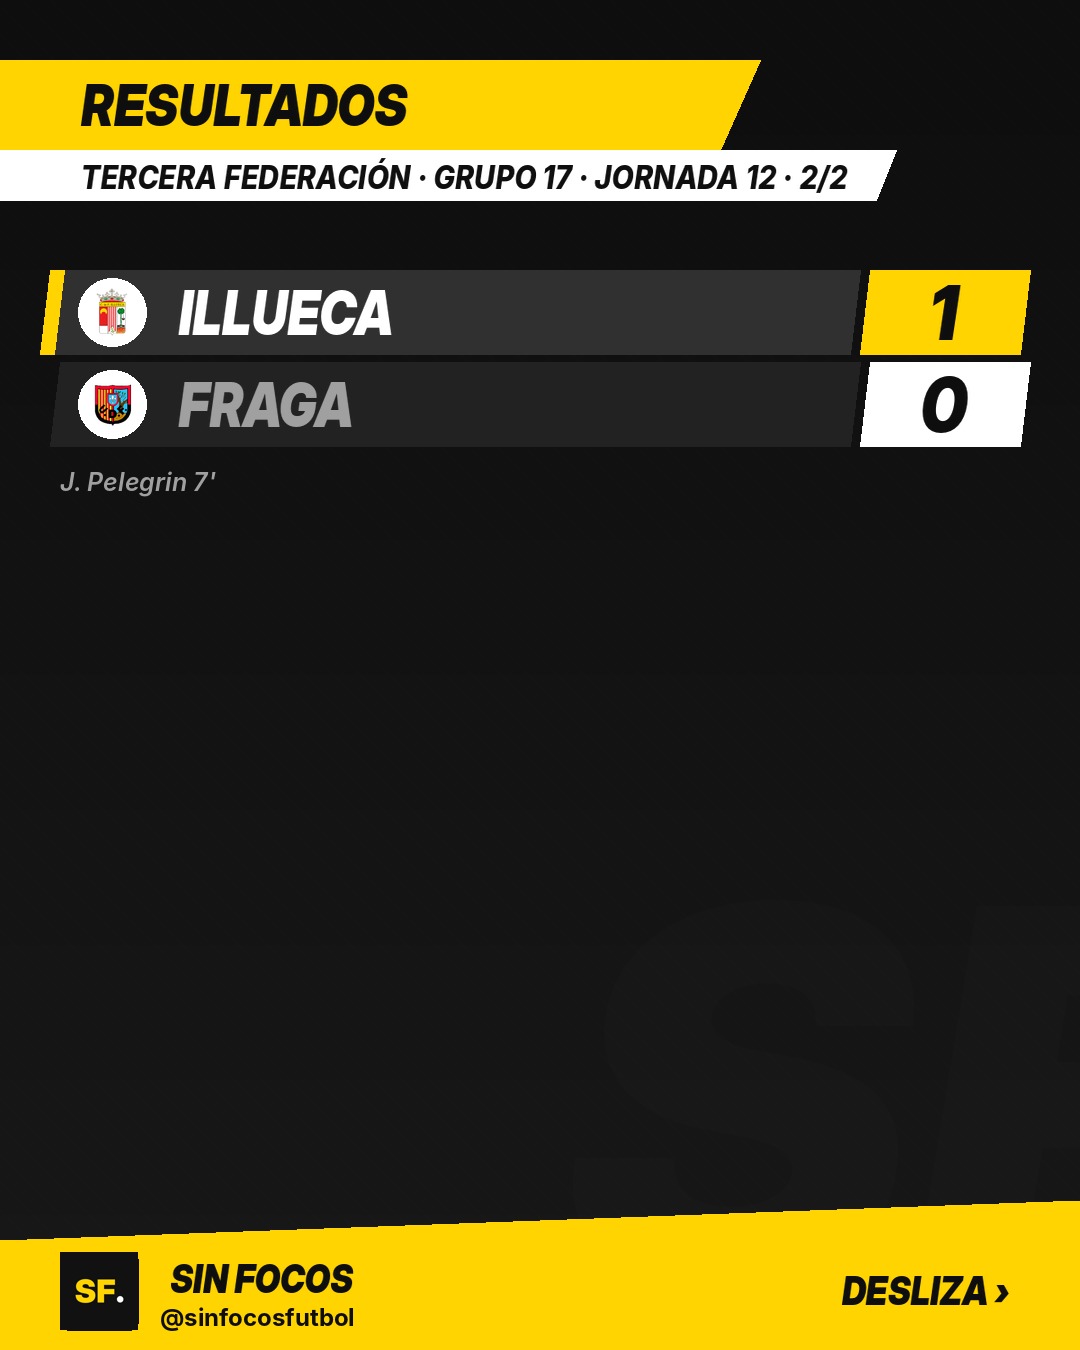 RESULTADOS
TERCERA FEDERACIÓN · GRUPO 17 · JORNADA 12 · 2/2
ILLUECA 1
FRAGA 0
J. Pelegrin 7'
SF
SF.
SIN FOCOS
@sinfocosfutbol
DESLIZA ›